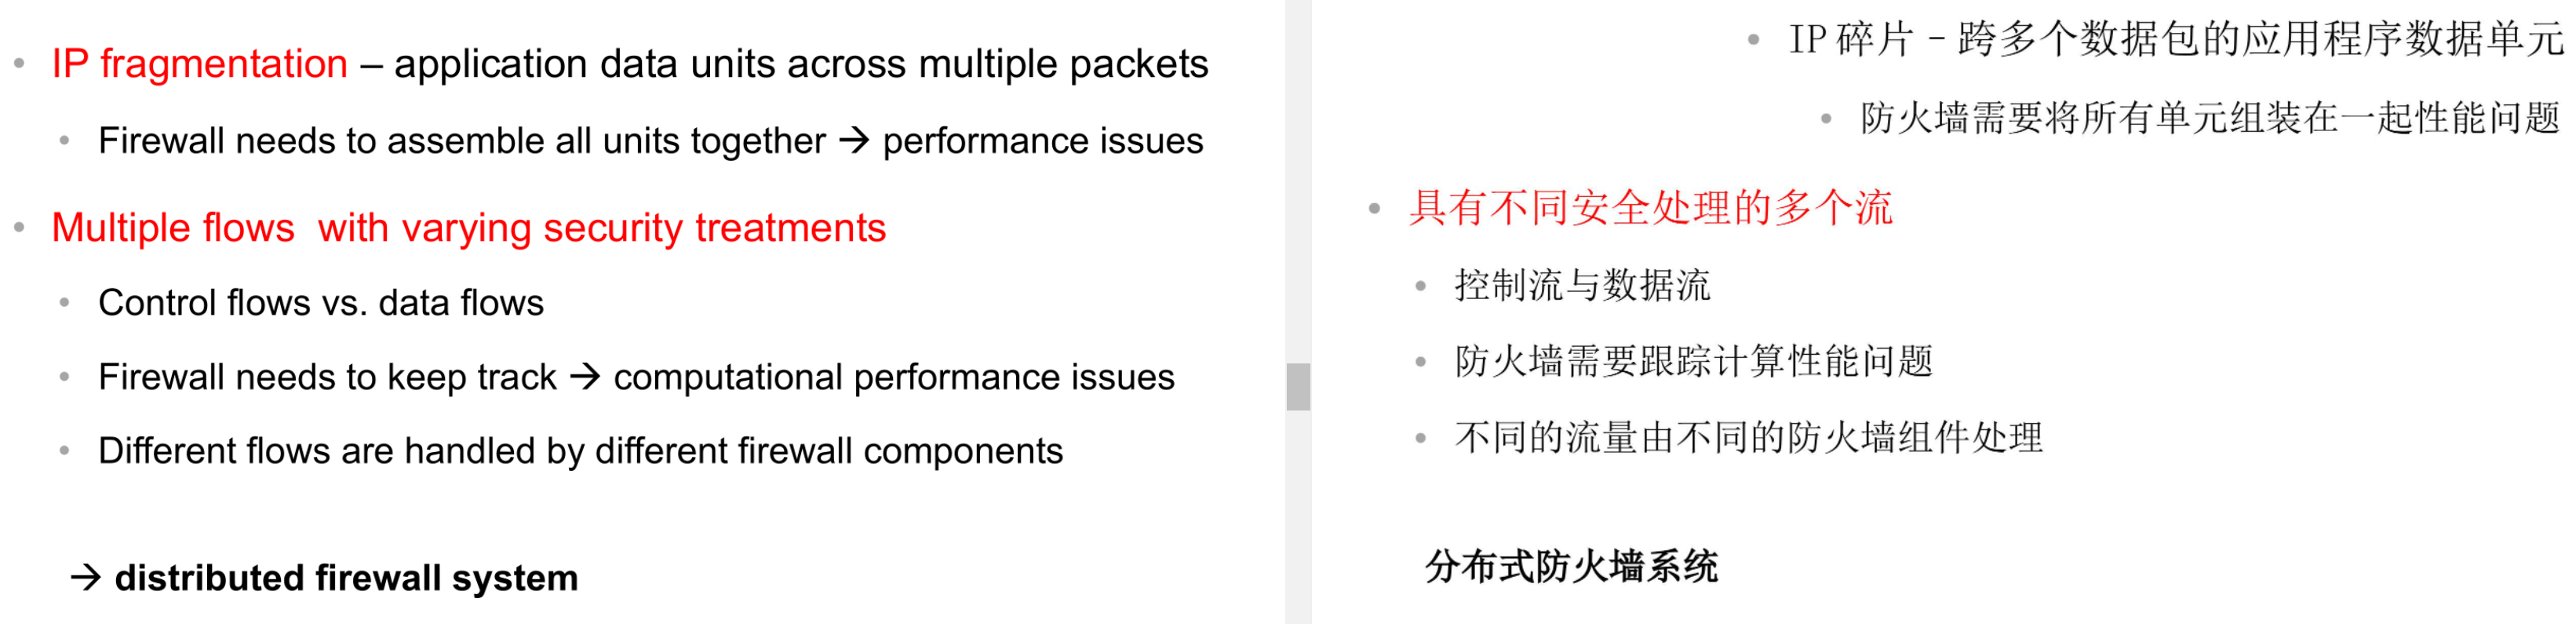 • IP fragmentation – application data units across multiple packets
• Firewall needs to assemble all units together → performance issues
• Multiple flows  with varying security treatments
• Control flows vs. data flows
• Firewall needs to keep track → computational performance issues
• Different flows are handled by different firewall components
→ distributed firewall system
• IP 碎片 – 跨多个数据包的应用程序数据单元
• 防火墙需要将所有单元组装在一起性能问题
• 具有不同安全处理的多个流
• 控制流与数据流
• 防火墙需要跟踪计算性能问题
• 不同的流量由不同的防火墙组件处理
分布式防火墙系统